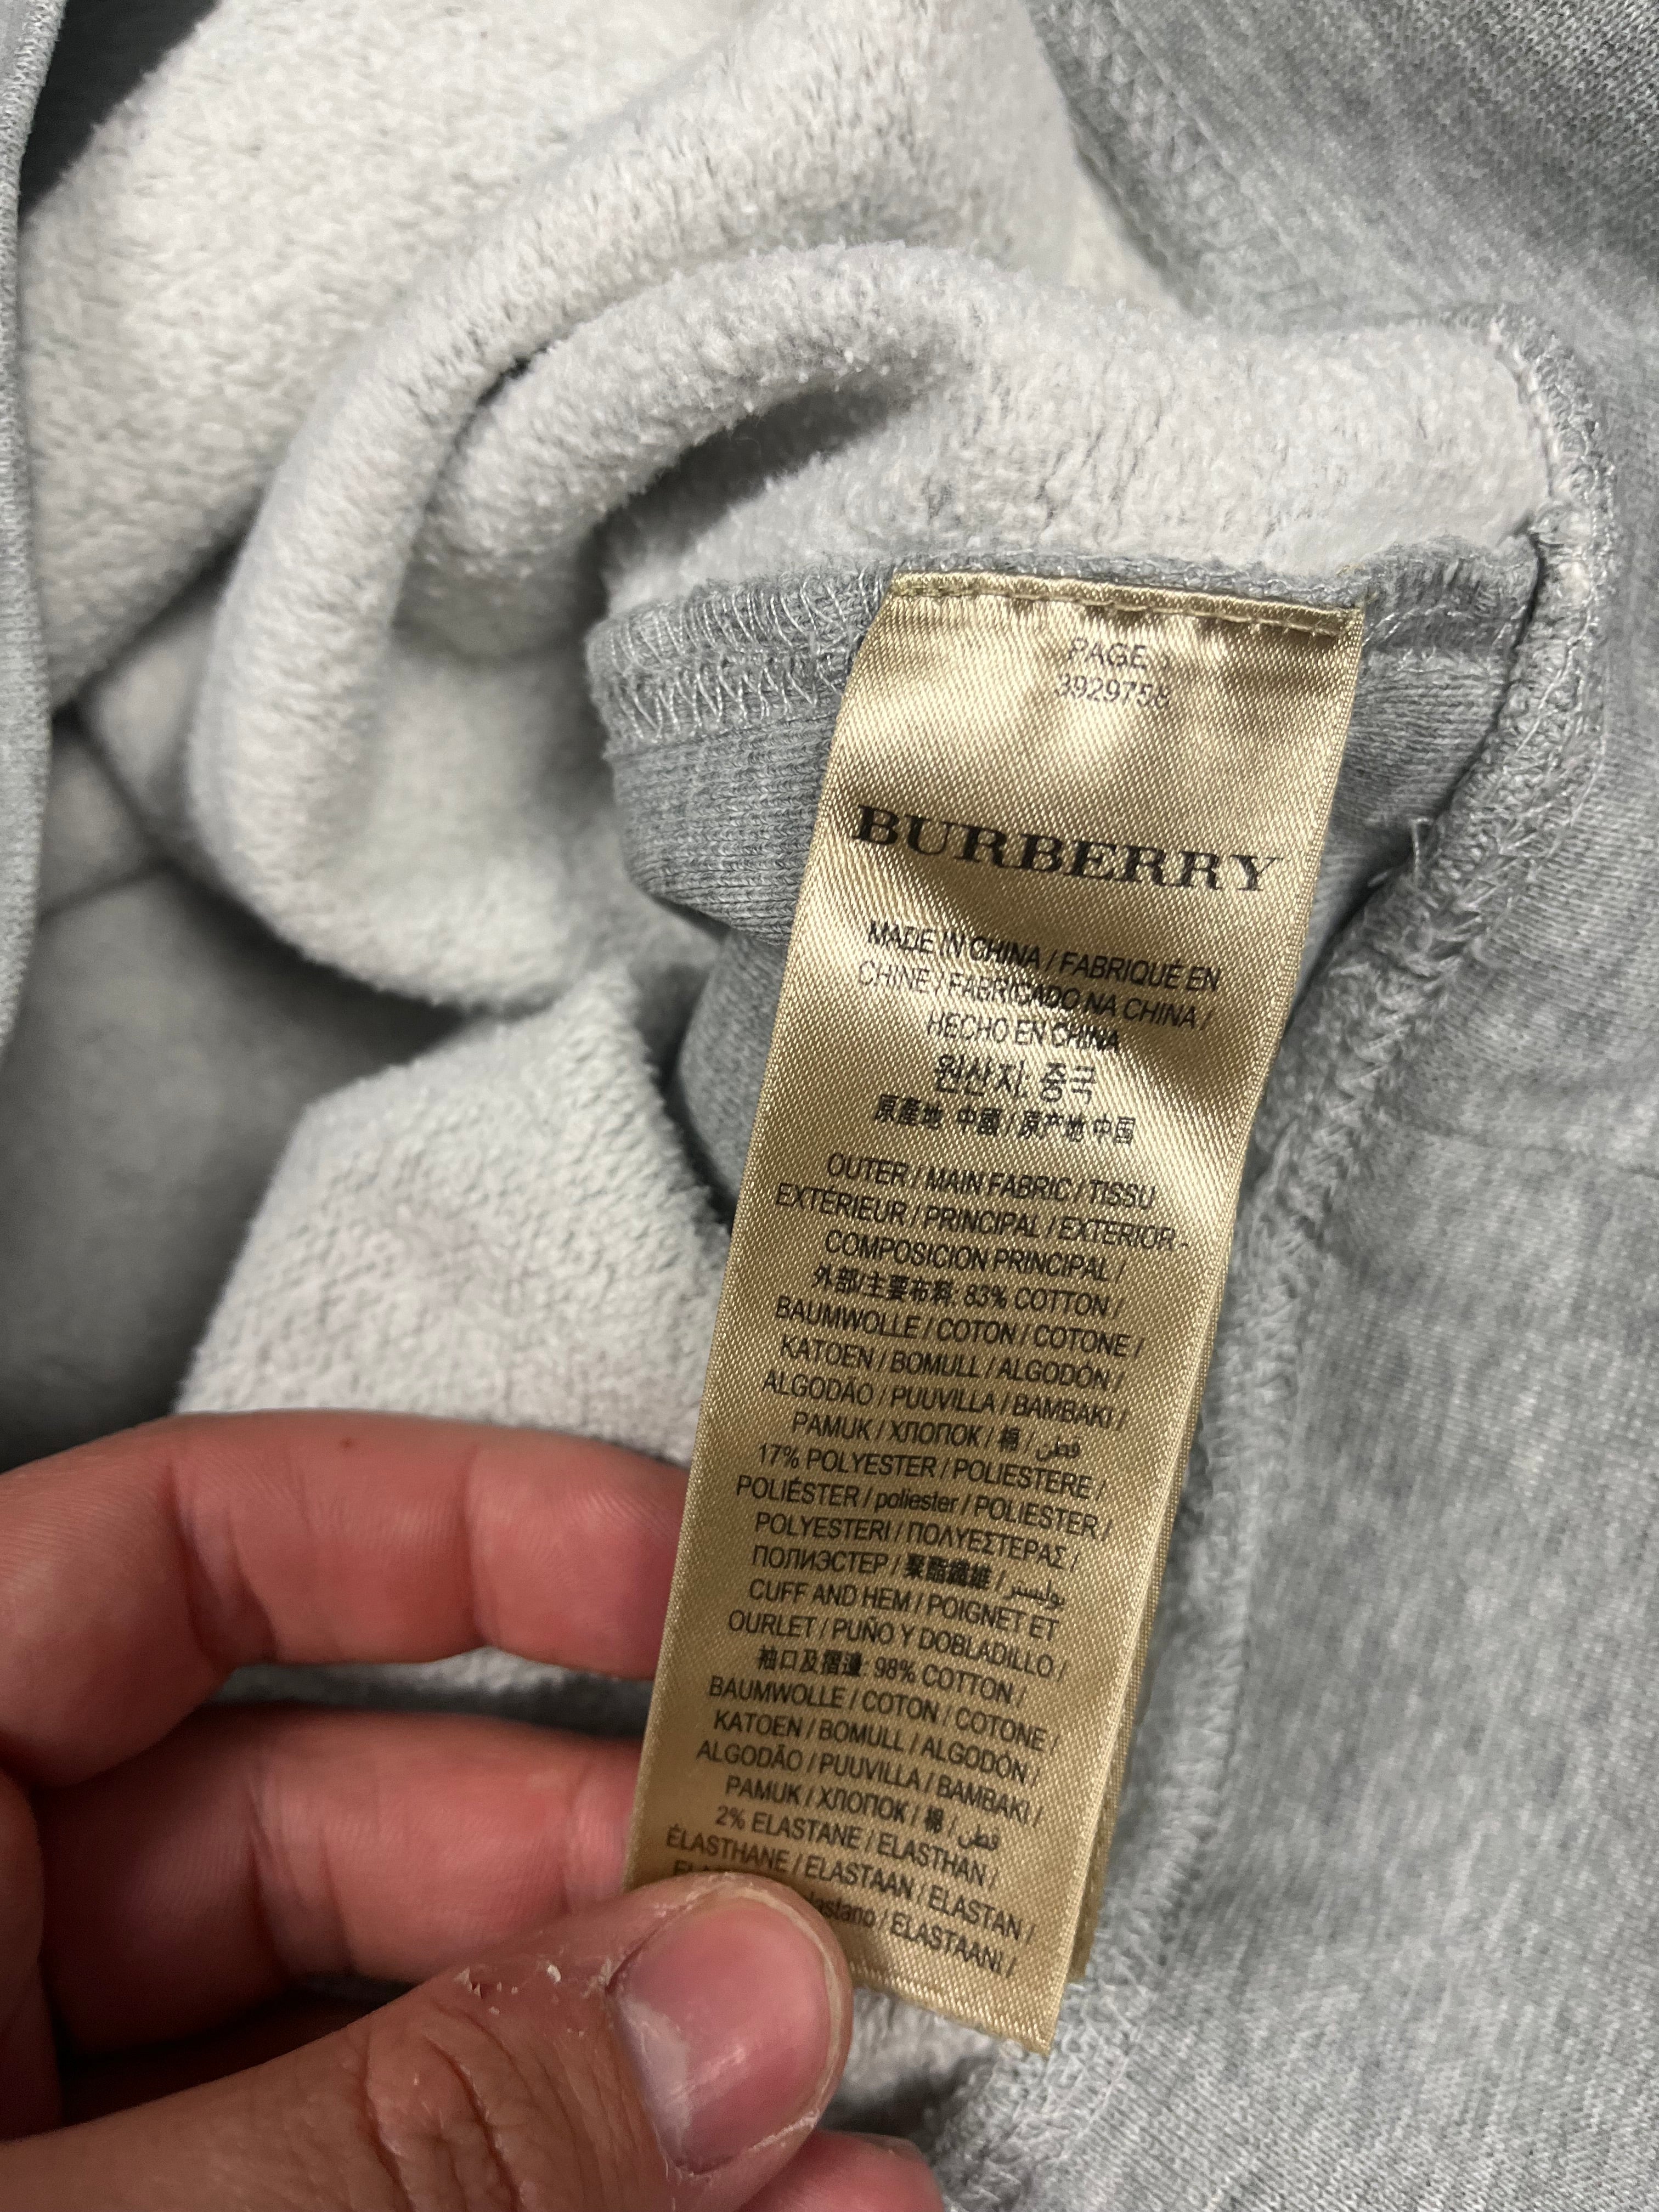 PAGE
3929758
BURBERRY
MADE IN CHINA / FABRIQUÉ EN
CHINE / FABRICADO NA CHINA /
HECHO EN CHINA
원산지: 중국
原產地 中國 / 原产地 中国
OUTER / MAIN FABRIC / TISSU
EXTERIEUR / PRINCIPAL / EXTERIOR -
COMPOSICION PRINCIPAL /
外部/主要布料: 83% COTTON /
BAUMWOLLE / COTON / COTONE /
KATOEN / BOMULL / ALGODÓN /
ALGODÃO / PUUVILLA / BAMBAKI /
PAMUK / ХЛОПОК / 棉 / قطن
17% POLYESTER / POLIESTERE /
POLIÉSTER / poliester / POLIESTER /
POLYESTERI / ΠΟΛΥΕΣΤΕΡΑΣ /
ПОЛИЭСТЕР / 聚酯纖維 / بوليستر
CUFF AND HEM / POIGNET ET
OURLET / PUÑO Y DOBLADILLO /
袖口及摺邊: 98% COTTON /
BAUMWOLLE / COTON / COTONE /
KATOEN / BOMULL / ALGODÓN /
ALGODÃO / PUUVILLA / BAMBAKI /
PAMUK / ХЛОПОК / 棉 / قطن
2% ELASTANE / ELASTHAN /
ÉLASTHANE / ELASTAAN / ELASTAN /
/ ELASTAANI /